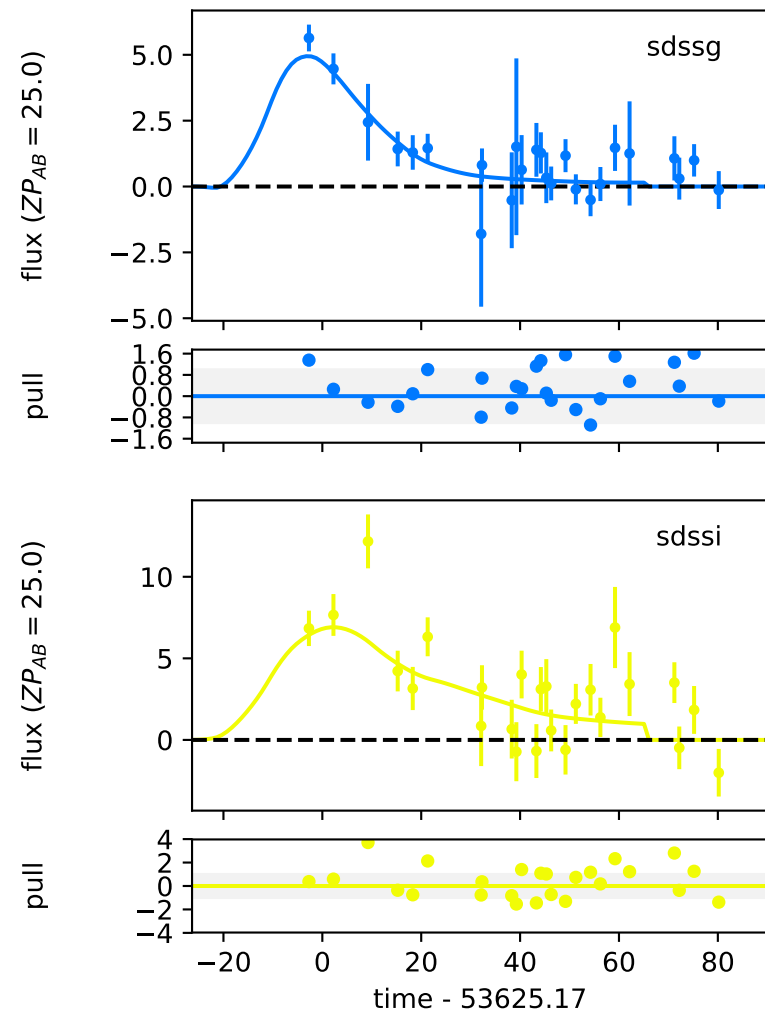 sdssg
flux (ZP_AB = 25.0)
5.0
2.5
0.0
−2.5
−5.0
pull
1.6
0.8
0.0
−0.8
−1.6
sdssi
flux (ZP_AB = 25.0)
10
5
0
pull
4
2
0
−2
−4
−20 0 20 40 60 80
time - 53625.17